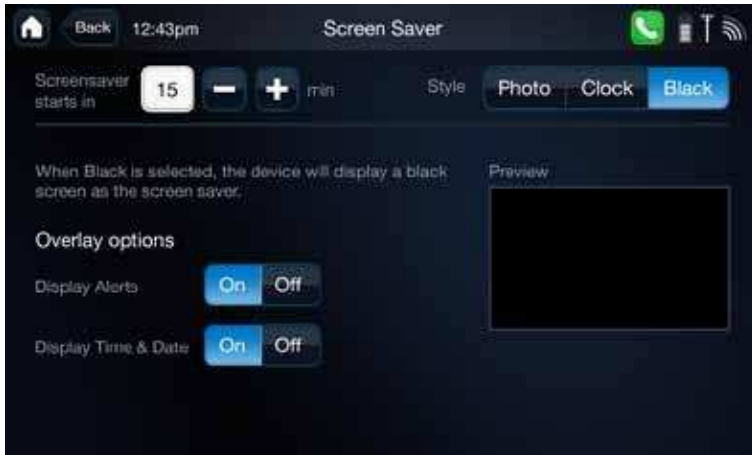 Back 12:43pm Screen Saver
Screensaver
starts in
15 min Style Photo Clock Black
When Black is selected, the device will display a black
screen as the screen saver.
Preview
Overlay options
Display Alerts On Off
Display Time & Date On Off